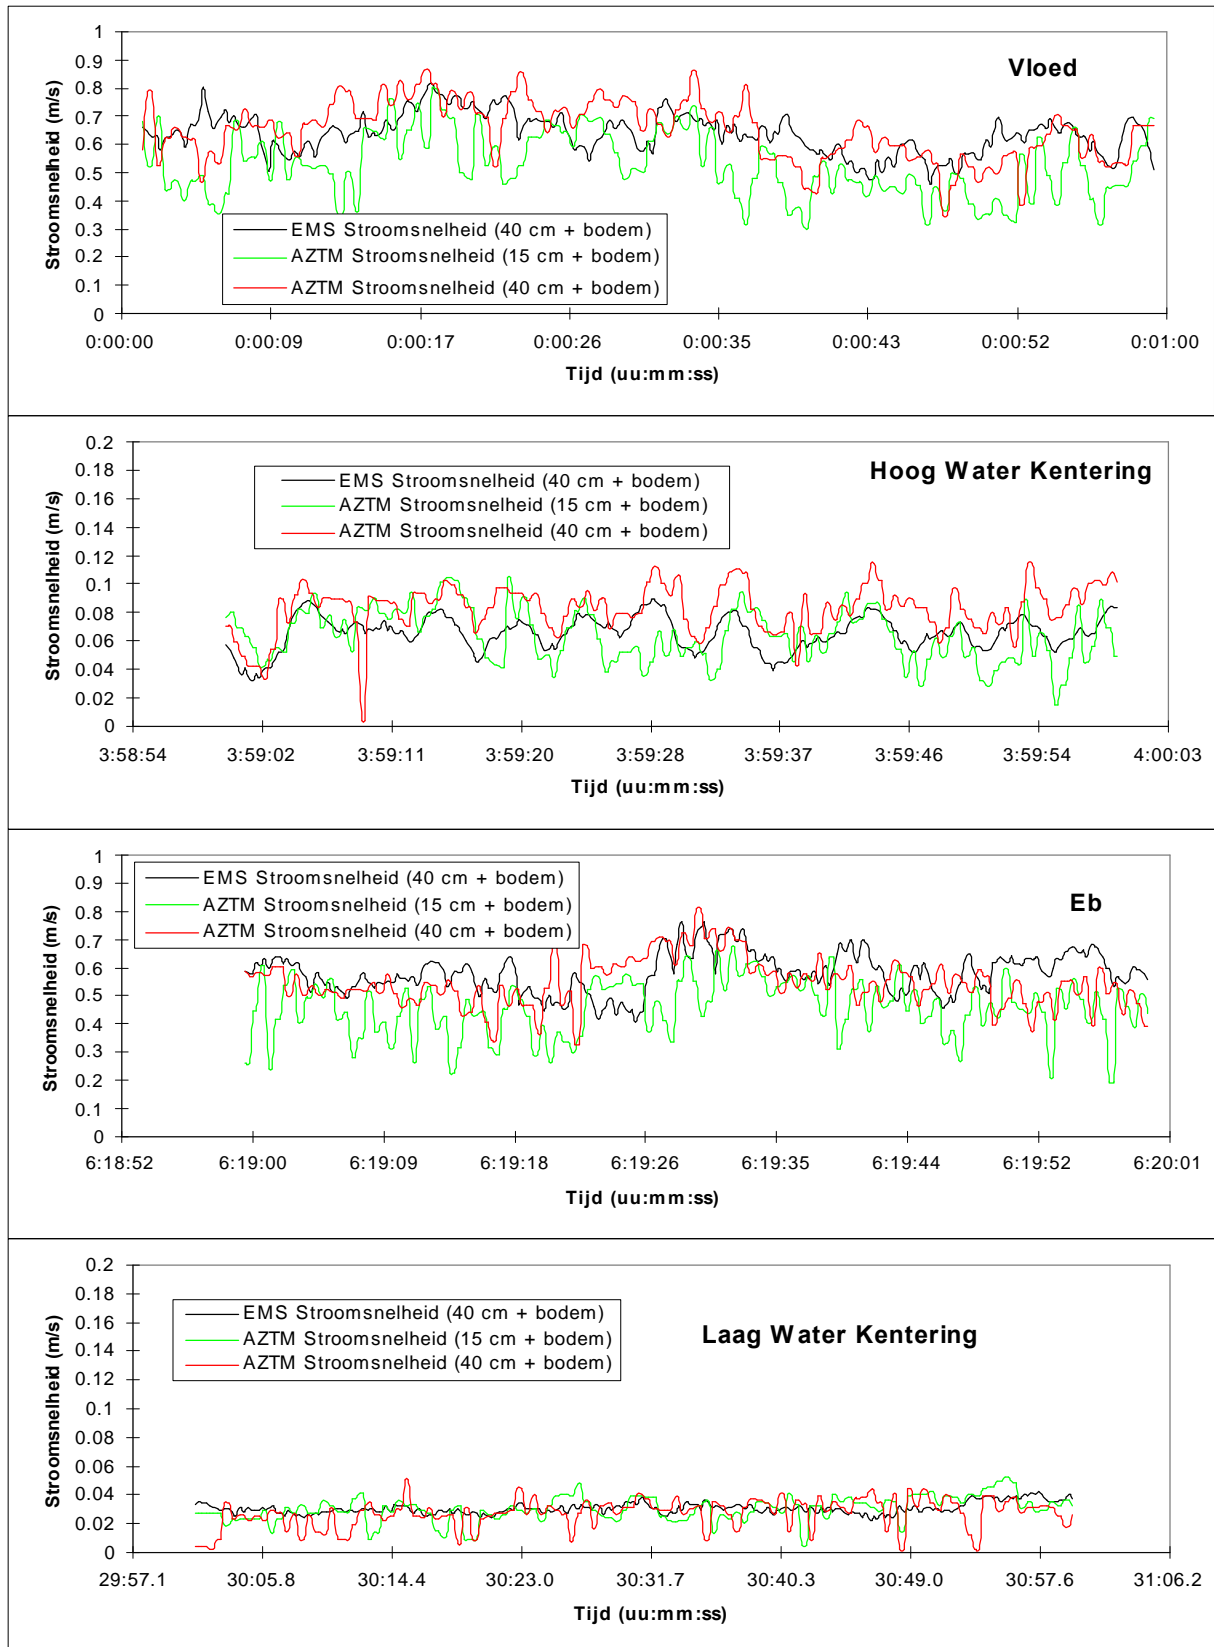 Vloed
Stroomsnelheid (m/s)
1
0.9
0.8
0.7
0.6
0.5
0.4
0.3
0.2
0.1
0
EMS Stroomsnelheid (40 cm + bodem)
AZTM Stroomsnelheid (15 cm + bodem)
AZTM Stroomsnelheid (40 cm + bodem)
0:00:00 0:00:09 0:00:17 0:00:26 0:00:35 0:00:43 0:00:52 0:01:00
Tijd (uu:mm:ss)
Hoog Water Kentering
Stroomsnelheid (m/s)
0.2
0.18
0.16
0.14
0.12
0.1
0.08
0.06
0.04
0.02
0
EMS Stroomsnelheid (40 cm + bodem)
AZTM Stroomsnelheid (15 cm + bodem)
AZTM Stroomsnelheid (40 cm + bodem)
3:58:54 3:59:02 3:59:11 3:59:20 3:59:28 3:59:37 3:59:46 3:59:54 4:00:03
Tijd (uu:mm:ss)
Eb
Stroomsnelheid (m/s)
1
0.9
0.8
0.7
0.6
0.5
0.4
0.3
0.2
0.1
0
EMS Stroomsnelheid (40 cm + bodem)
AZTM Stroomsnelheid (15 cm + bodem)
AZTM Stroomsnelheid (40 cm + bodem)
6:18:52 6:19:00 6:19:09 6:19:18 6:19:26 6:19:35 6:19:44 6:19:52 6:20:01
Tijd (uu:mm:ss)
Laag Water Kentering
Stroomsnelheid (m/s)
0.2
0.18
0.16
0.14
0.12
0.1
0.08
0.06
0.04
0.02
0
EMS Stroomsnelheid (40 cm + bodem)
AZTM Stroomsnelheid (15 cm + bodem)
AZTM Stroomsnelheid (40 cm + bodem)
29:57.1 30:05.8 30:14.4 30:23.0 30:31.7 30:40.3 30:49.0 30:57.6 31:06.2
Tijd (uu:mm:ss)